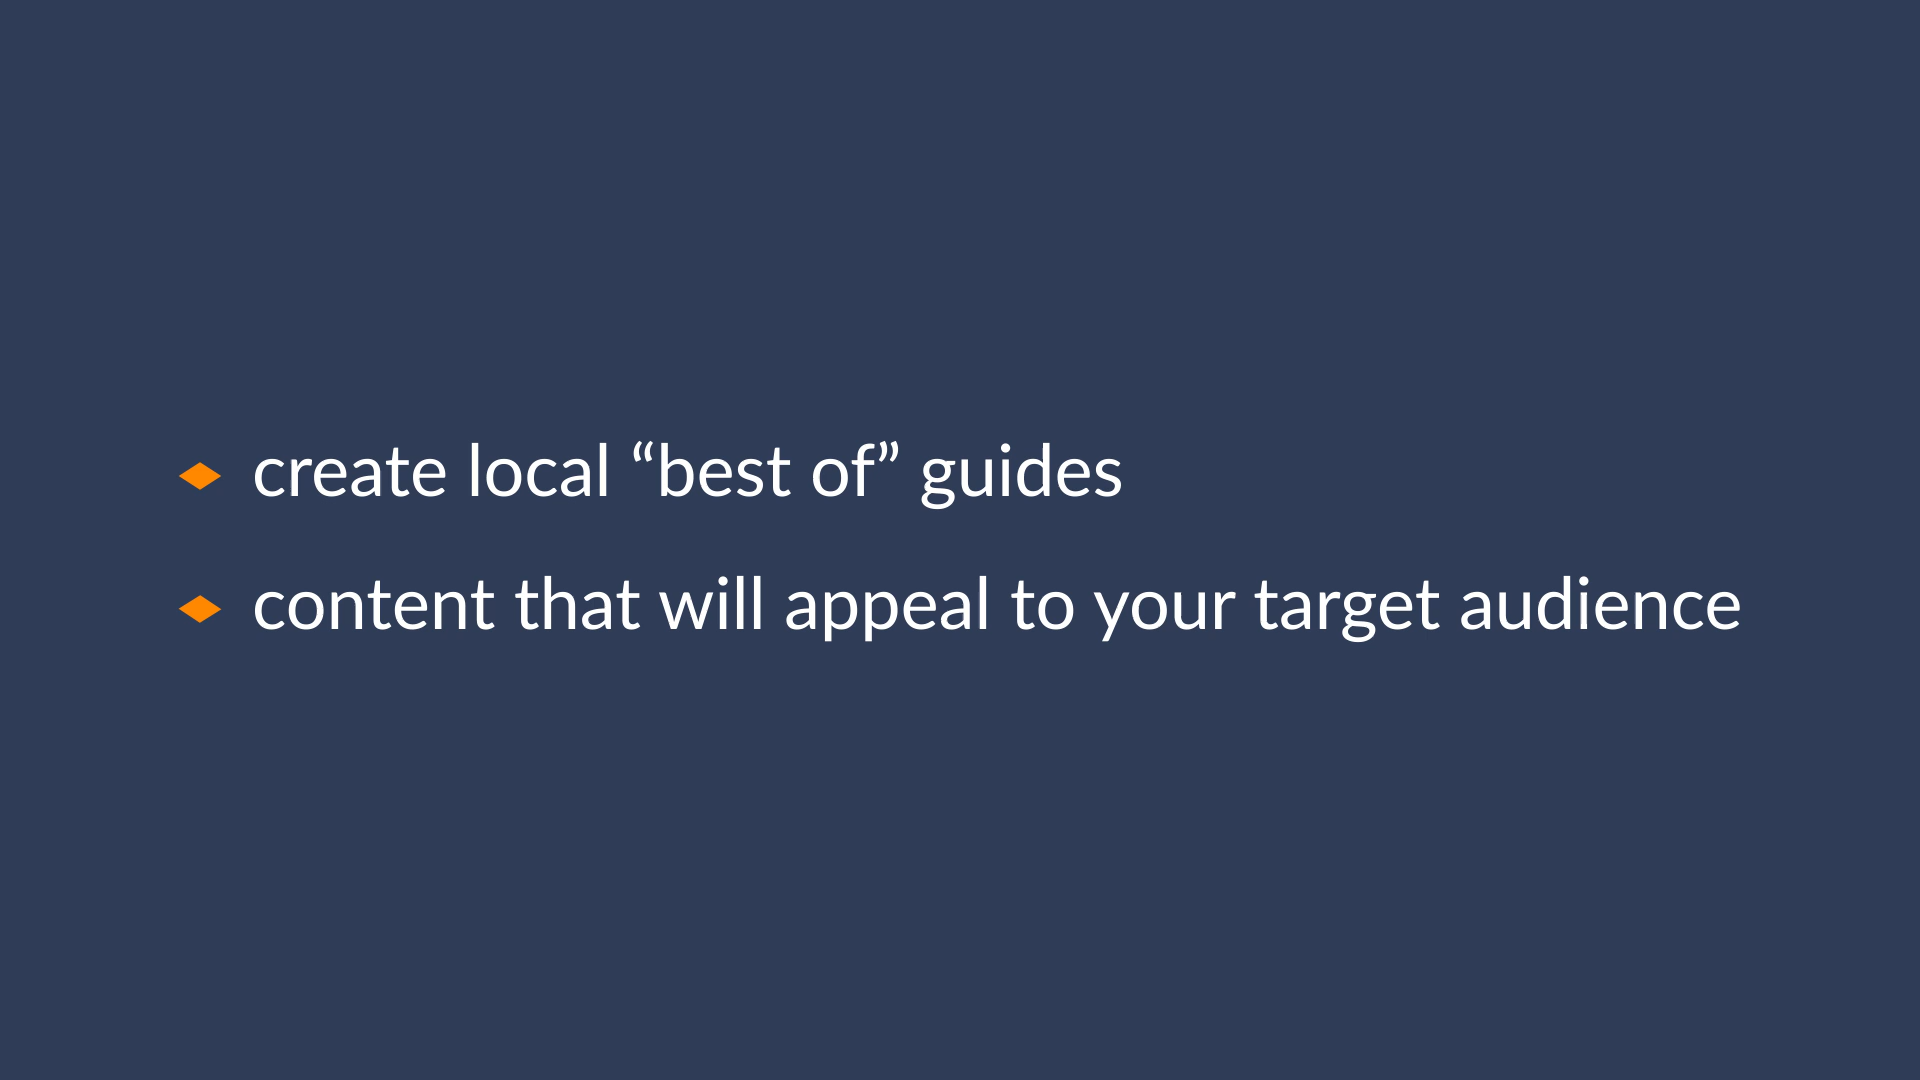 create local “best of” guides
content that will appeal to your target audience